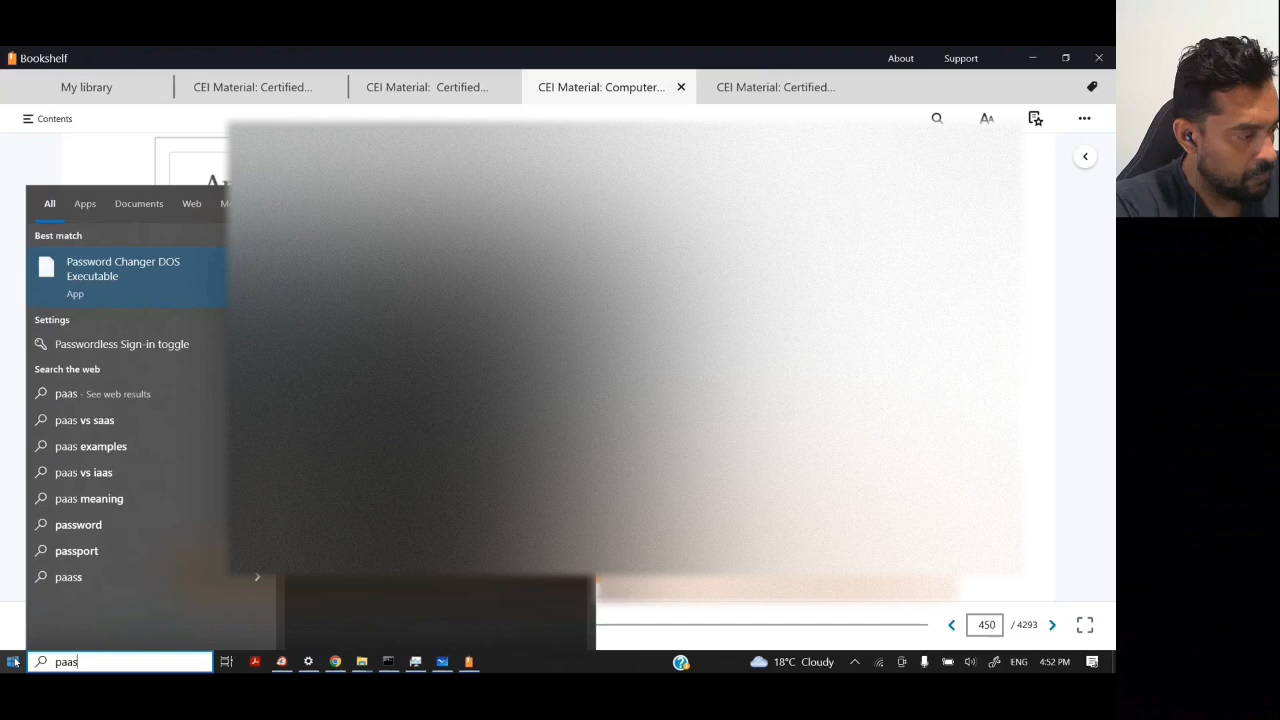 Bookshelf
About
Support
My library
CEI Material: Certified...
CEI Material: Certified...
CEI Material: Computer...
CEI Material: Certified...
Contents
All
Apps
Documents
Web
Best match
Password Changer DOS
Executable
App
Settings
Passwordless Sign-in toggle
Search the web
paas - See web results
paas vs saas
paas examples
paas vs iaas
paas meaning
password
passport
paass
450 / 4293
paas
18°C Cloudy
ENG
4:52 PM